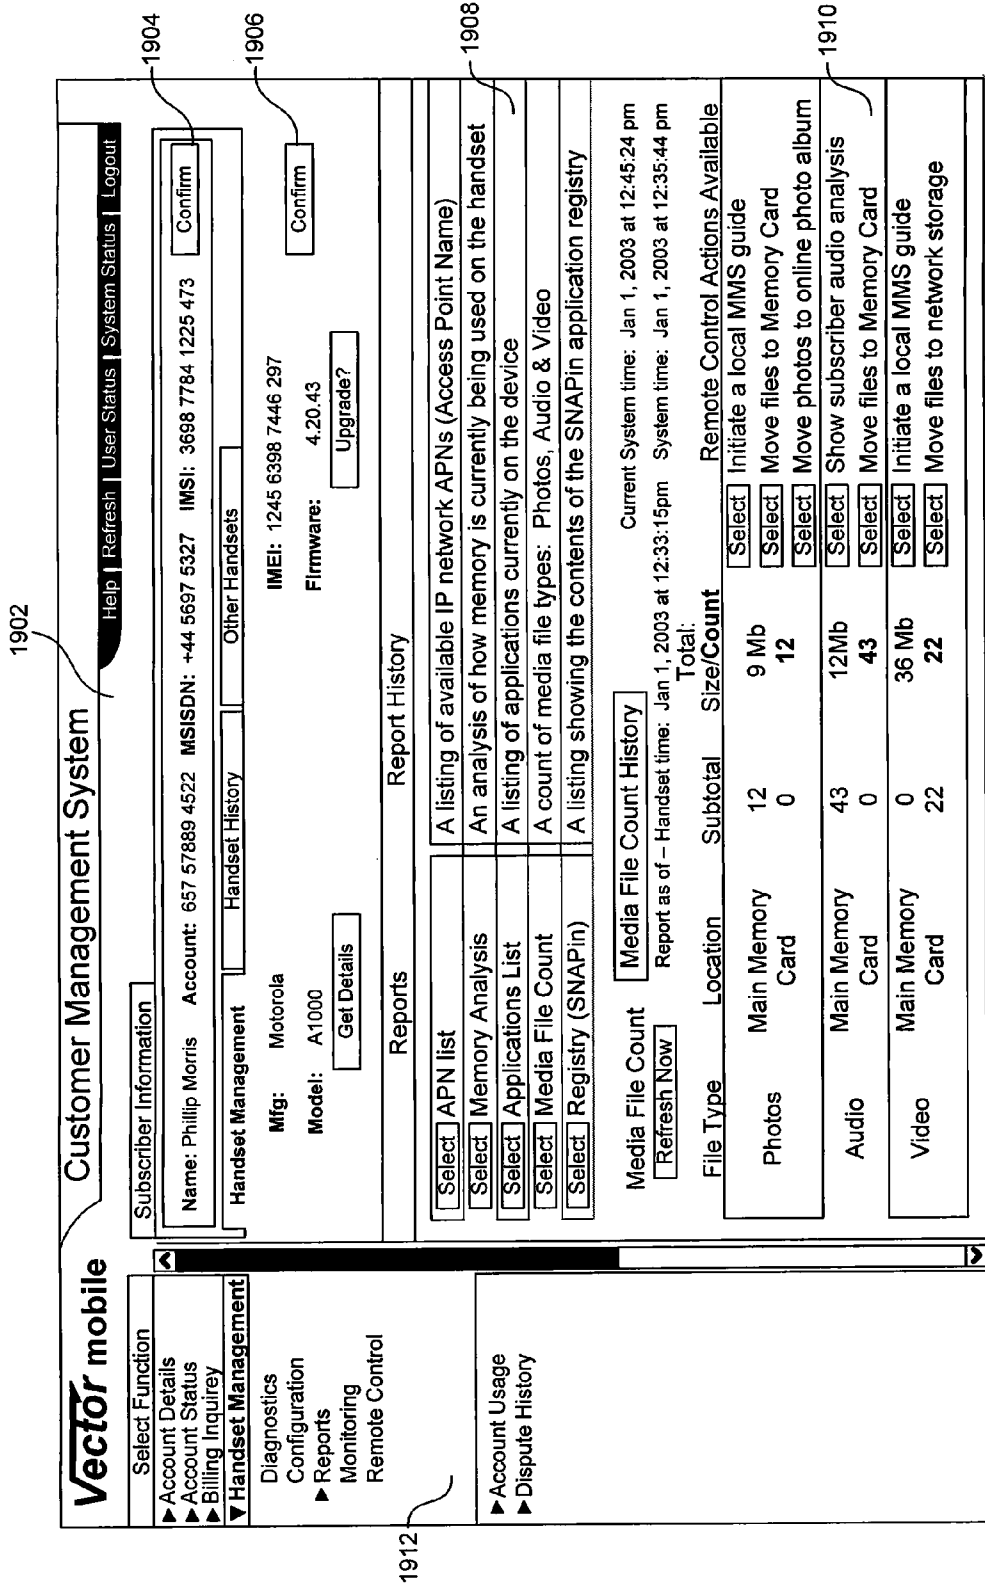 1902
1904
1906
1908
1910
1912
Vector mobile
Customer Management System
Help | Refresh | User Status | System Status | Logout
Select Function
▶Account Details
▶Account Status
▶Billing Inquirey
▼Handset Management
Diagnostics
Configuration
▶Reports
Monitoring
Remote Control
▶Account Usage
▶Dispute History
Subscriber Information
Name: Phillip Morris Account: 657 57889 4522 MSISDN: +44 5697 5327 IMSI: 3698 7784 1225 473 Confirm
Handset Management Handset History Other Handsets
Mfg: Motorola IMEI: 1245 6398 7446 297 Confirm
Model: A1000 Firmware: 4.20.43
Get Details Upgrade?
Reports Report History
Select APN list A listing of available IP network APNs (Access Point Name)
Select Memory Analysis An analysis of how memory is currently being used on the handset
Select Applications List A listing of applications currently on the device
Select Media File Count A count of media file types: Photos, Audio & Video
Select Registry (SNAPin) A listing showing the contents of the SNAPin application registry
Media File Count Media File Count History Current System time: Jan 1, 2003 at 12:45:24 pm
Refresh Now Report as of – Handset time: Jan 1, 2003 at 12:33:15pm System time: Jan 1, 2003 at 12:35:44 pm
Total:
File Type Location Subtotal Size/Count Remote Control Actions Available
Photos Main Memory 12 9 Mb Select Initiate a local MMS guide
Card 0 12 Select Move files to Memory Card
Select Move photos to online photo album
Audio Main Memory 43 12Mb Select Show subscriber audio analysis
Card 0 43 Select Move files to Memory Card
Video Main Memory 0 36 Mb Select Initiate a local MMS guide
Card 22 22 Select Move files to network storage